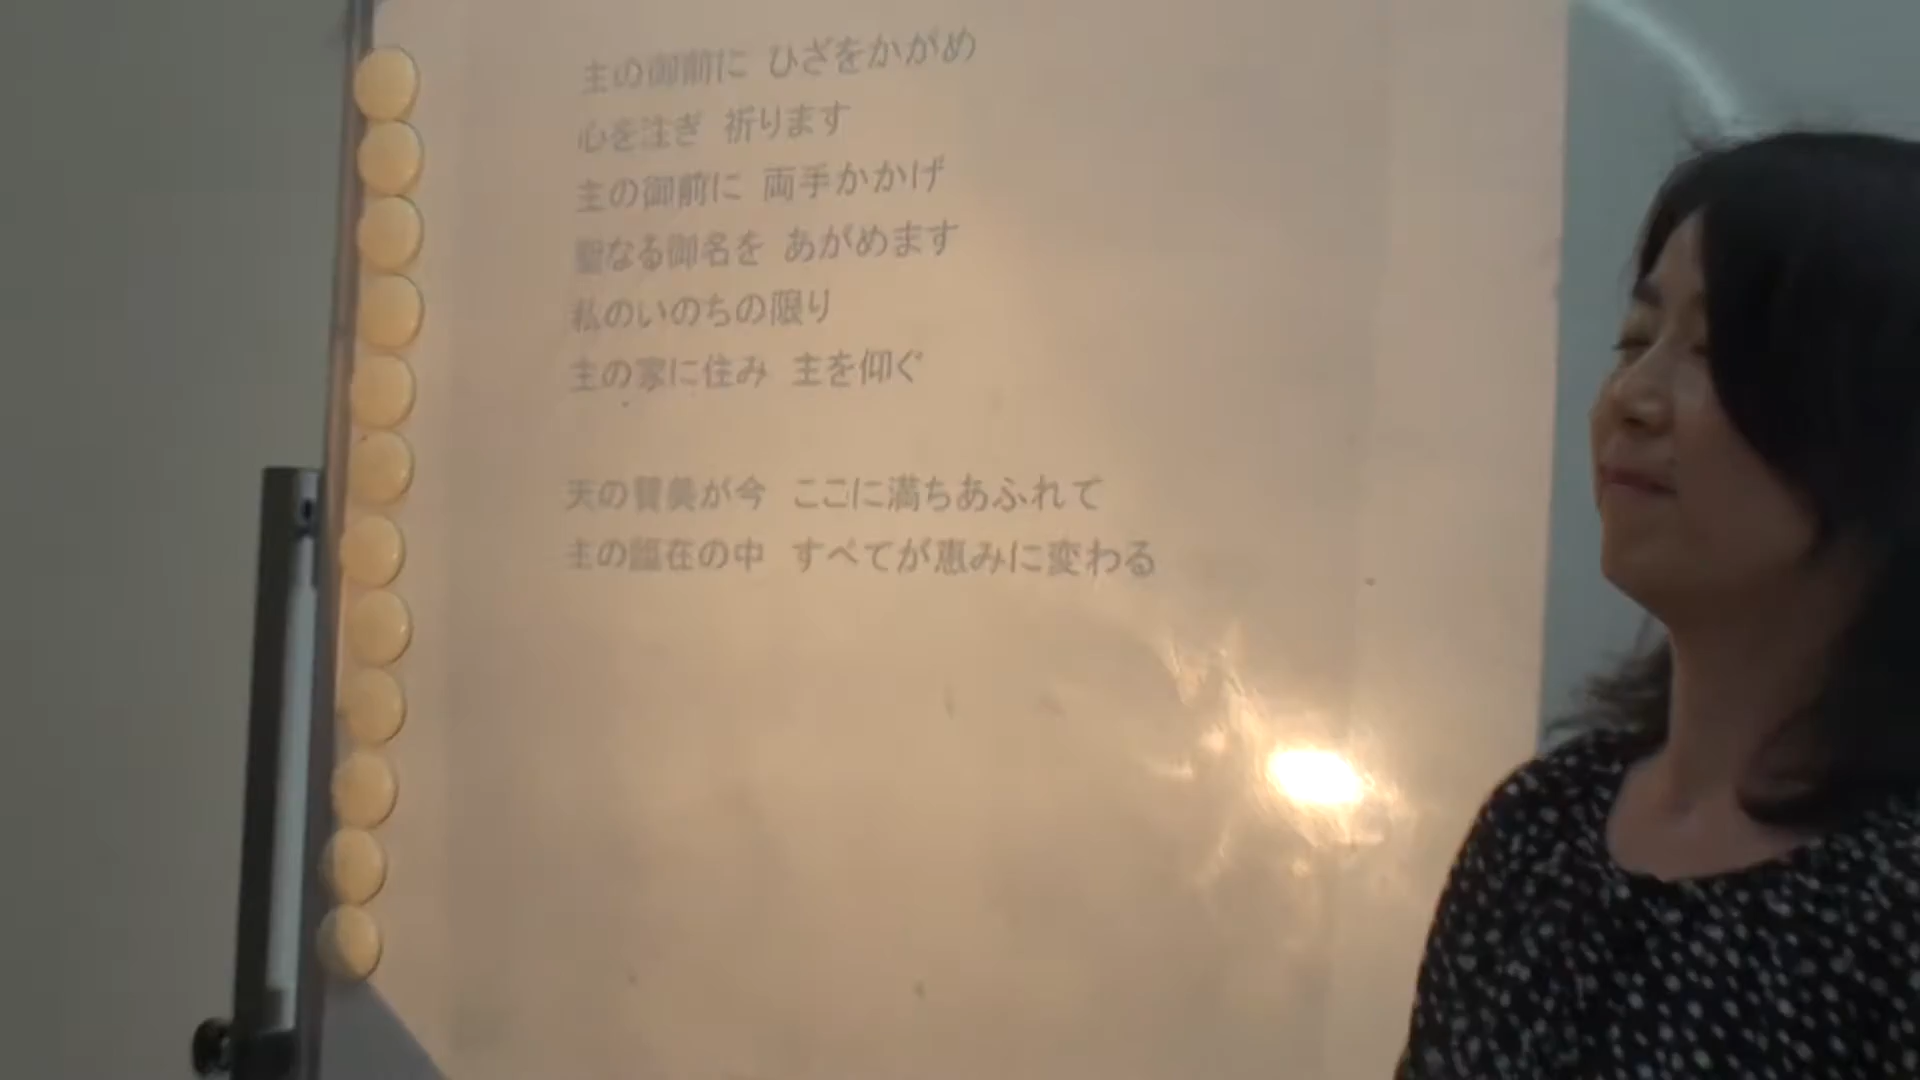 主の御前に ひざをかがめ
心を注ぎ 祈ります
主の御前に 両手かかげ
聖なる御名を あがめます
私のいのちの限り
主の家に住み 主を仰ぐ
天の賛美が今 ここに満ちあふれて
主の臨在の中 すべてが恵みに変わる